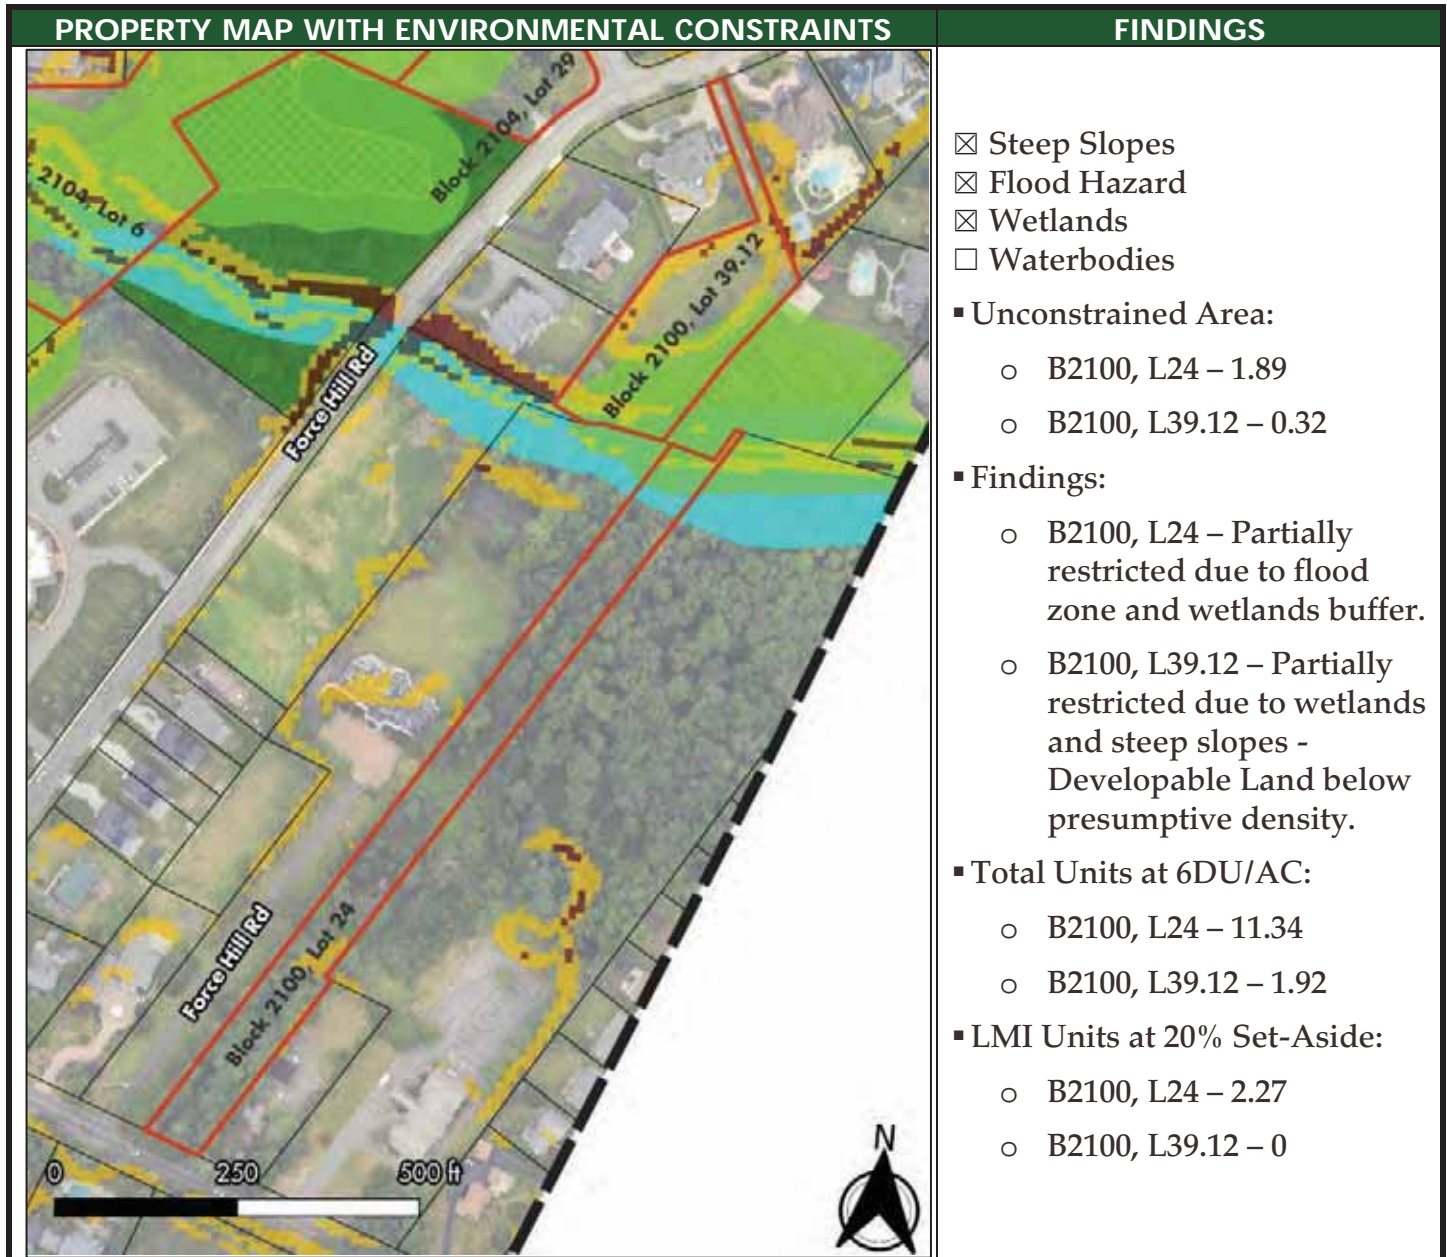 PROPERTY MAP WITH ENVIRONMENTAL CONSTRAINTS
Block 2104, Lot 29
2104, Lot 6
Block 2100, Lot 39.12
Force Hill Rd
Force Hill Rd
Block 2100, Lot 24
0 250 500 ft
N
FINDINGS
☒ Steep Slopes
☒ Flood Hazard
☒ Wetlands
☐ Waterbodies
▪ Unconstrained Area:
o B2100, L24 – 1.89
o B2100, L39.12 – 0.32
▪ Findings:
o B2100, L24 – Partially
restricted due to flood
zone and wetlands buffer.
o B2100, L39.12 – Partially
restricted due to wetlands
and steep slopes -
Developable Land below
presumptive density.
▪ Total Units at 6DU/AC:
o B2100, L24 – 11.34
o B2100, L39.12 – 1.92
▪ LMI Units at 20% Set-Aside:
o B2100, L24 – 2.27
o B2100, L39.12 – 0